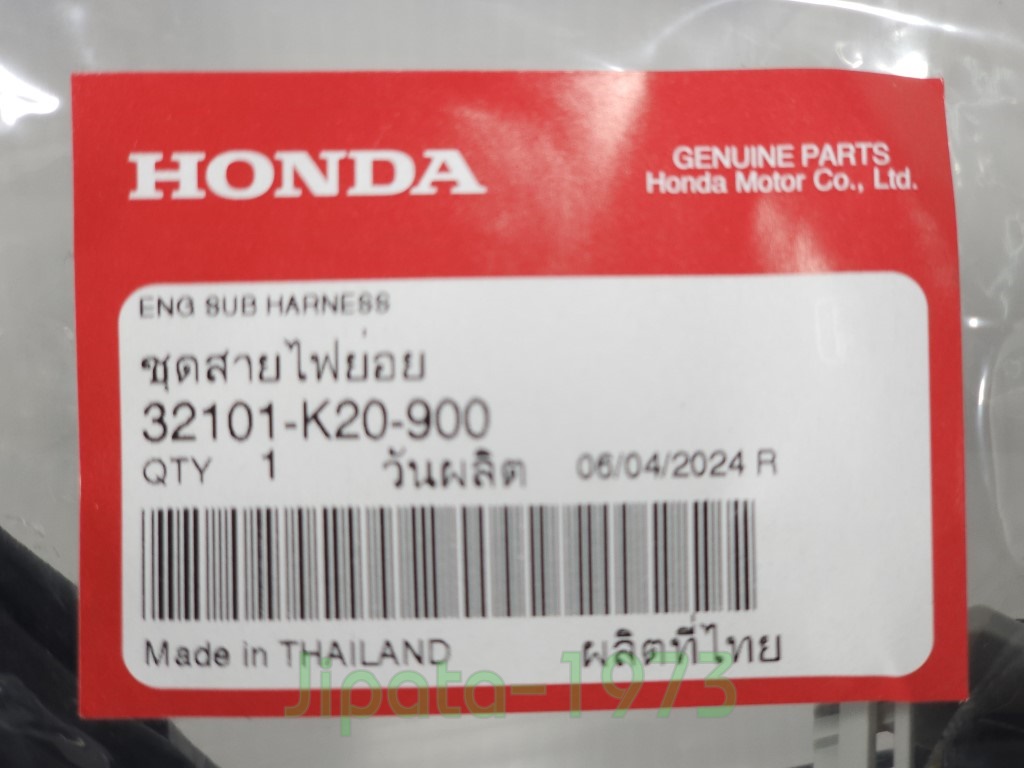 HONDA
GENUINE PARTS
Honda Motor Co., Ltd.
ENG SUB HARNESS
ชุดสายไฟย่อย
32101-K20-900
QTY 1 วันผลิต 06/04/2024 R
Made in THAILAND ผลิตที่ไทย
Jipata-1973